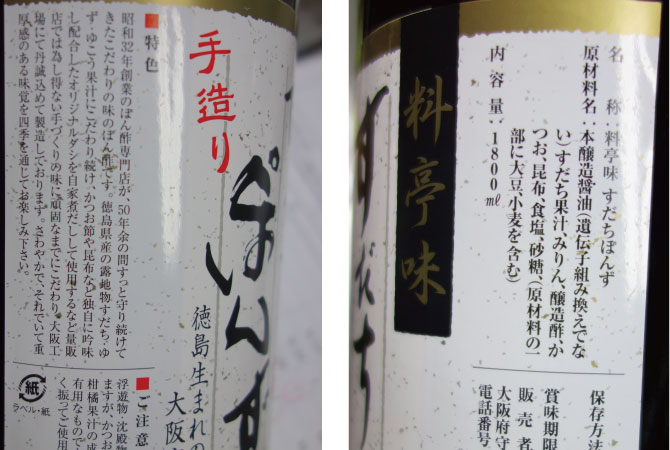 手造り
ぽんず
徳島生まれの
大阪
■特色
昭和32年創業のぽん酢専門店が、50年余の間ずっと守り続けて
きたこだわりの味のぽん酢です。徳島県産の露地物すだち、ゆ
ず、ゆこう果汁にこだわり続け、かつお節や昆布など独自に吟味
し配合したオリジナルダシを自家煮だしして使用するなど量販
店では為し得ない手づくりの味に頑固なまでにこだわり、大阪工
場にて丹誠込めて製造しております。さわやかで、それでいて重
厚感のある味覚を四季を通じてお楽しみ下さい。
■ご注意
浮遊物、沈殿物
ますが、かつお
柑橘果汁の成
有用なもので
く振ってご使用
紙
ラベル・紙
料亭味
すだち
名称:料亭味 すだちぽんず
原材料名:本醸造醤油(遺伝子組み換えでな
い)すだち果汁、みりん、醸造酢、か
つお、昆布、食塩、砂糖、(原材料の一
部に大豆、小麦を含む)
内容量:1800㎖
保存方法
賞味期限
販売者
大阪府守
電話番号